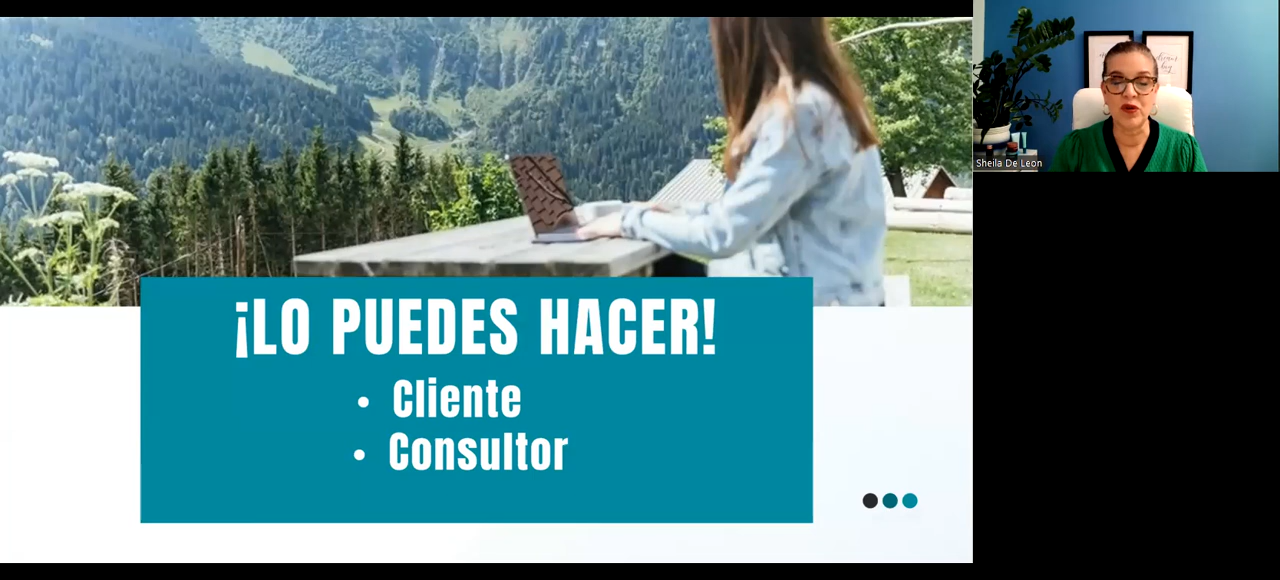 ¡LO PUEDES HACER!
• Cliente
• Consultor
Sheila De Leon